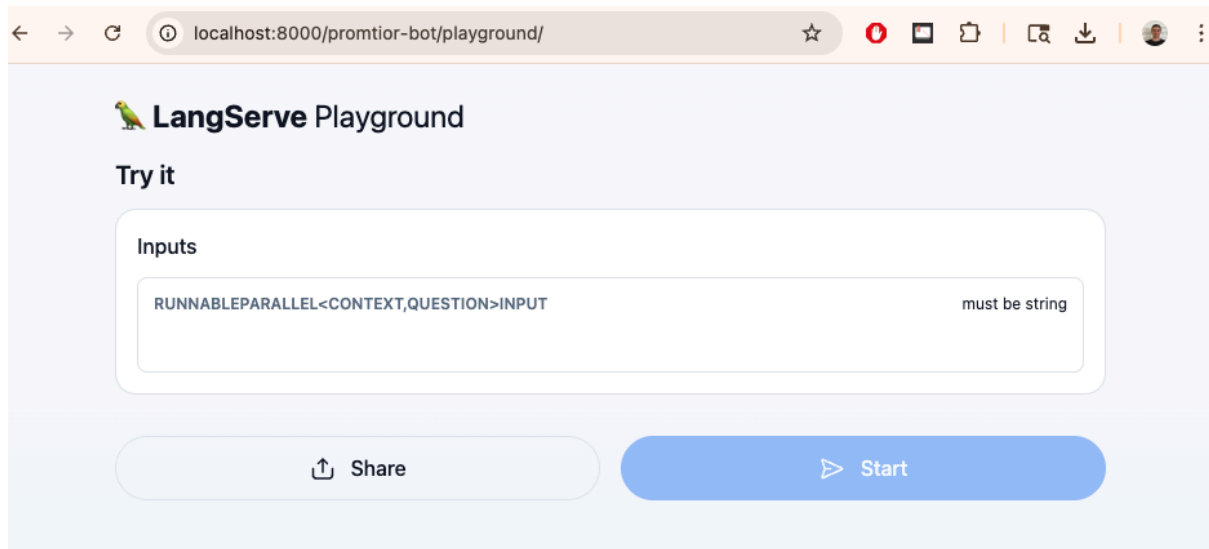 localhost:8000/promtior-bot/playground/
LangServe Playground
Try it
Inputs
RUNNABLEPARALLEL<CONTEXT,QUESTION>INPUT must be string
Share Start